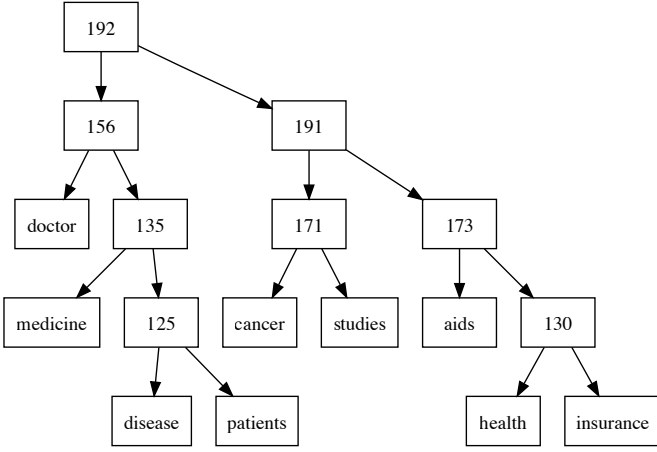 192
156
191
doctor
135
171
173
medicine
125
cancer
studies
aids
130
disease
patients
health
insurance